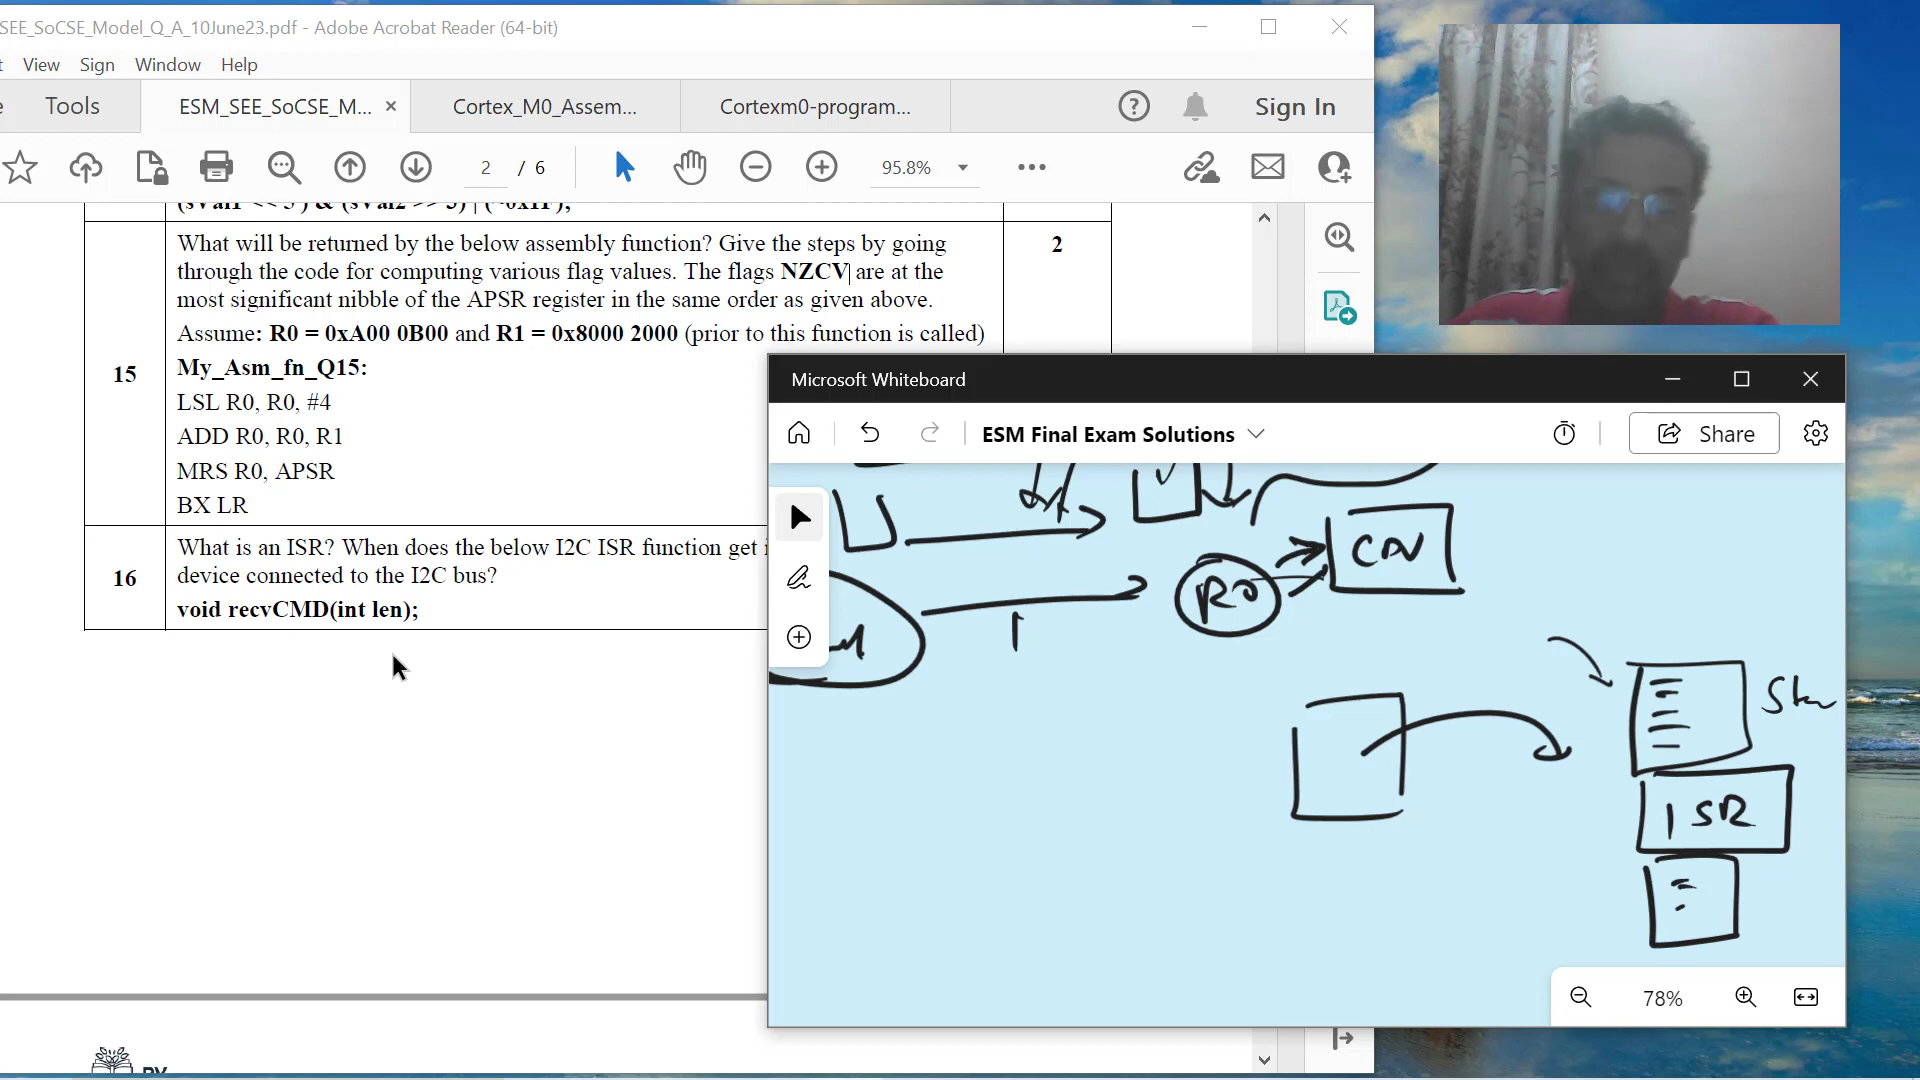 SEE_SoCSE_Model_Q_A_10June23.pdf - Adobe Acrobat Reader (64-bit)
View Sign Window Help
Tools ESM_SEE_SoCSE_M... Cortex_M0_Assem... Cortexm0-program... Sign In
2 / 6 95.8%
(sVal1 << 5 ) & (sVal2 >> 5) | (~0x1F);
15
What will be returned by the below assembly function? Give the steps by going
through the code for computing various flag values. The flags NZCV are at the
most significant nibble of the APSR register in the same order as given above.
Assume: R0 = 0xA00 0B00 and R1 = 0x8000 2000 (prior to this function is called)
My_Asm_fn_Q15:
LSL R0, R0, #4
ADD R0, R0, R1
MRS R0, APSR
BX LR
2
16
What is an ISR? When does the below I2C ISR function get
device connected to the I2C bus?
void recvCMD(int len);
Microsoft Whiteboard
ESM Final Exam Solutions Share
R0
ISR
78%